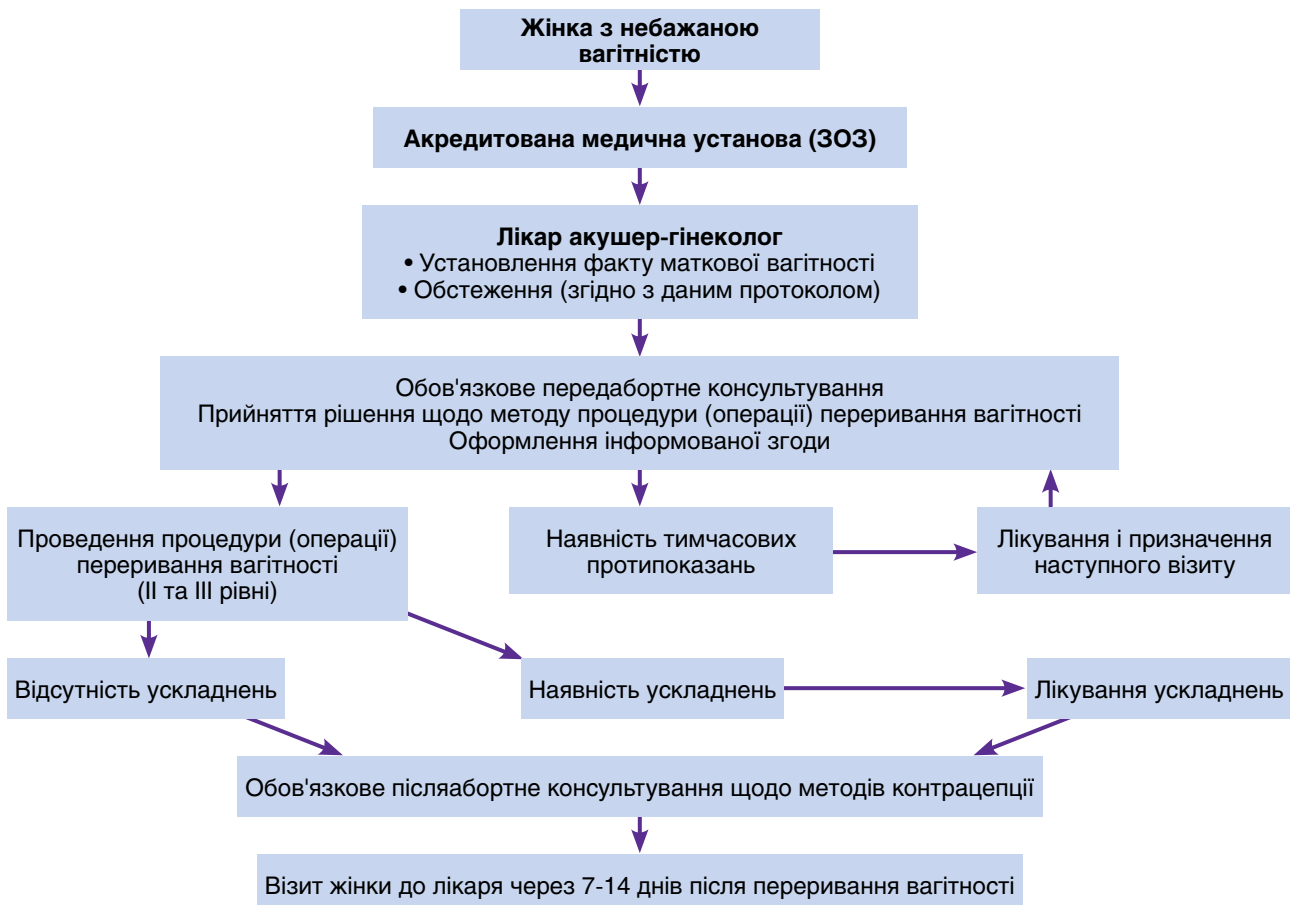 Жінка з небажаною
вагітністю
Акредитована медична установа (ЗОЗ)
Лікар акушер-гінеколог
• Установлення факту маткової вагітності
• Обстеження (згідно з даним протоколом)
Обов'язкове передабортне консультування
Прийняття рішення щодо методу процедури (операції) переривання вагітності
Оформлення інформованої згоди
Проведення процедури (операції)
переривання вагітності
(II та III рівні)
Наявність тимчасових
протипоказань
Лікування і призначення
наступного візиту
Відсутність ускладнень
Наявність ускладнень
Лікування ускладнень
Обов'язкове післяабортне консультування щодо методів контрацепції
Візит жінки до лікаря через 7-14 днів після переривання вагітності